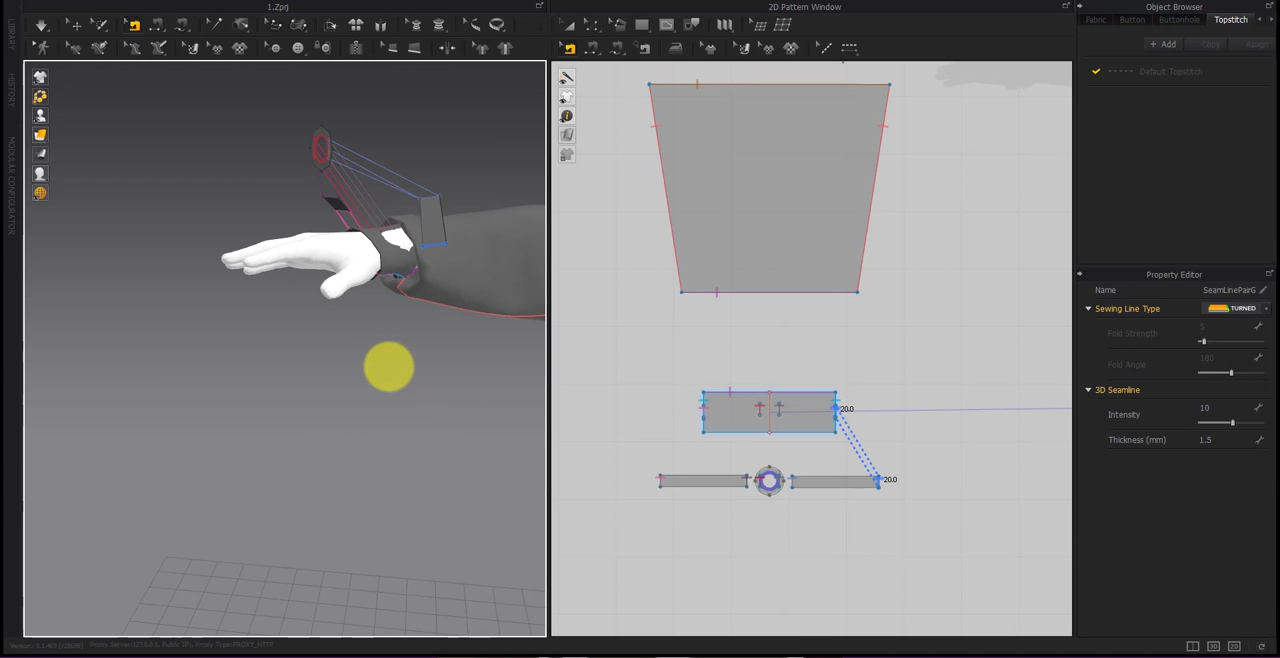 1.Zprj
2D Pattern Window
Object Browser
Fabric
Button
Buttonhole
Topstitch
+ Add
Copy
Assign
Default Topstitch
LIBRARY
HISTORY
MODULAR CONFIGURATOR
Property Editor
Name
SeamLinePairG
Sewing Line Type
TURNED
Fold Strength
5
Fold Angle
180
3D Seamline
Intensity
10
Thickness (mm)
1.5
20.0
20.0